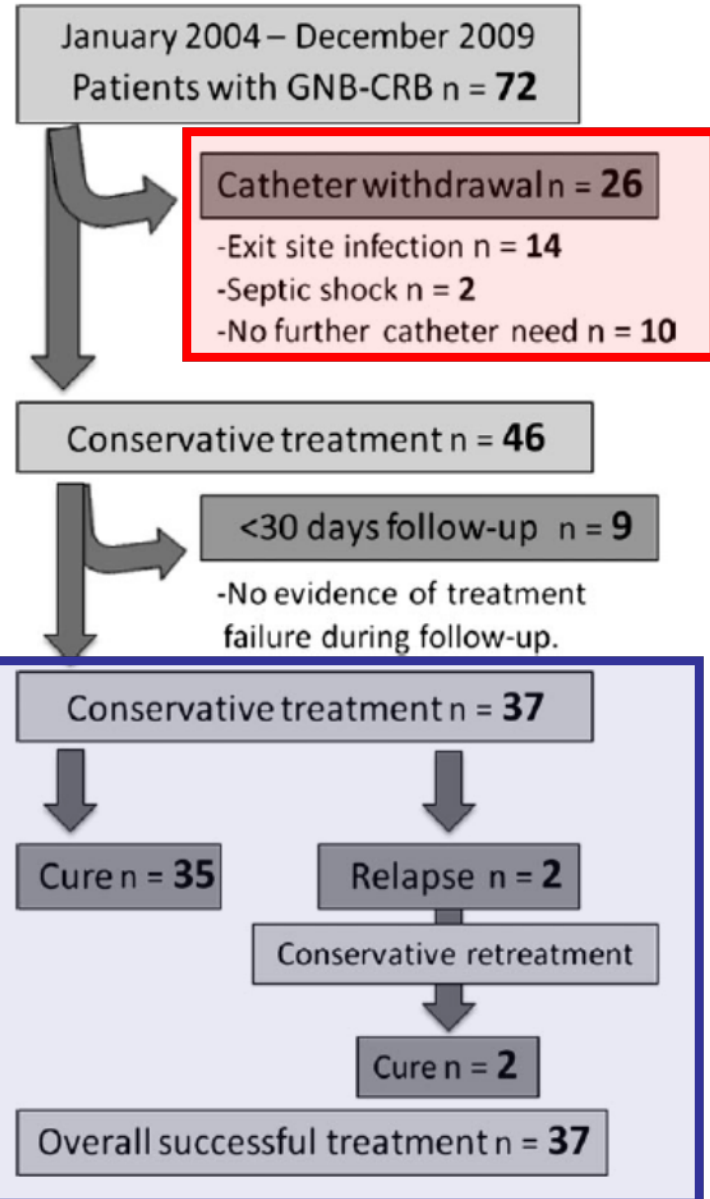 January 2004 – December 2009
Patients with GNB-CRB n = 72
Catheter withdrawal n = 26
-Exit site infection n = 14
-Septic shock n = 2
-No further catheter need n = 10
Conservative treatment n = 46
<30 days follow-up n = 9
-No evidence of treatment
failure during follow-up.
Conservative treatment n = 37
Cure n = 35
Relapse n = 2
Conservative retreatment
Cure n = 2
Overall successful treatment n = 37